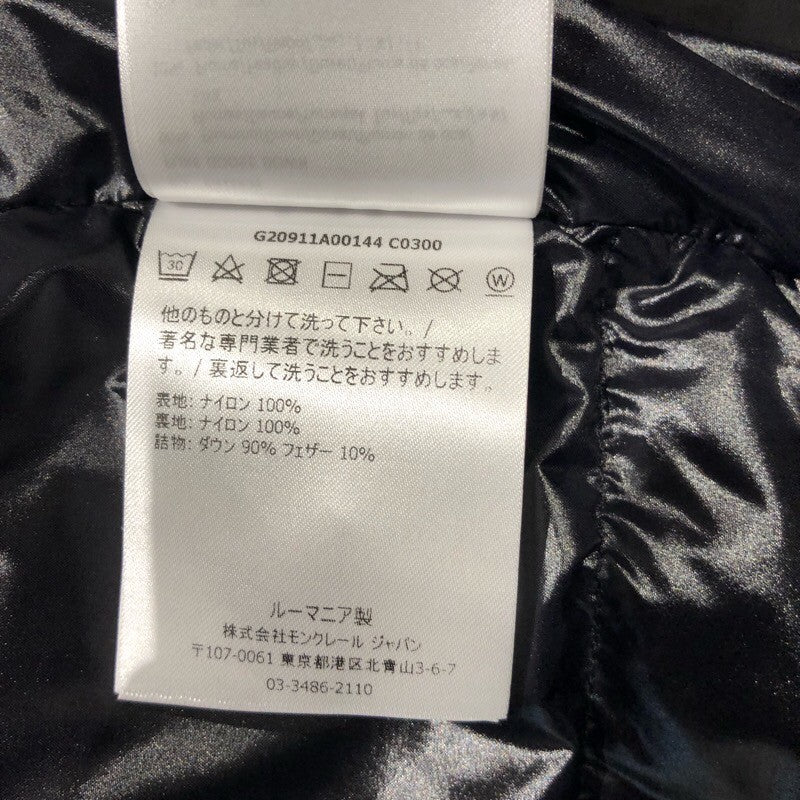 G20911A00144 C0300
30
W
他のものと分けて洗って下さい。/
著名な専門業者で洗うことをおすすめしま
す。/ 裏返して洗うことをおすすめします。
表地: ナイロン 100%
裏地: ナイロン 100%
詰物: ダウン 90% フェザー 10%
ルーマニア製
株式会社モンクレール ジャパン
〒107-0061 東京都港区北青山3-6-7
03-3486-2110